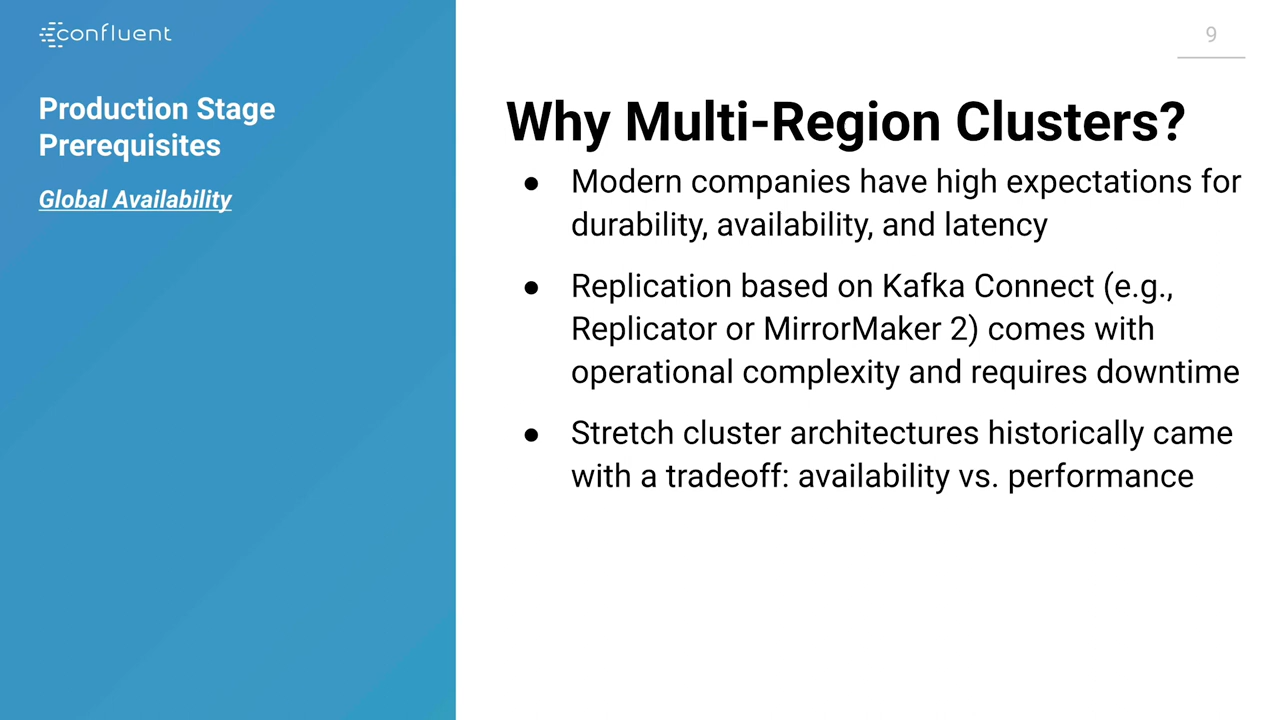 confluent
9
Production Stage
Prerequisites
Global Availability
Why Multi-Region Clusters?
● Modern companies have high expectations for
durability, availability, and latency
● Replication based on Kafka Connect (e.g.,
Replicator or MirrorMaker 2) comes with
operational complexity and requires downtime
● Stretch cluster architectures historically came
with a tradeoff: availability vs. performance